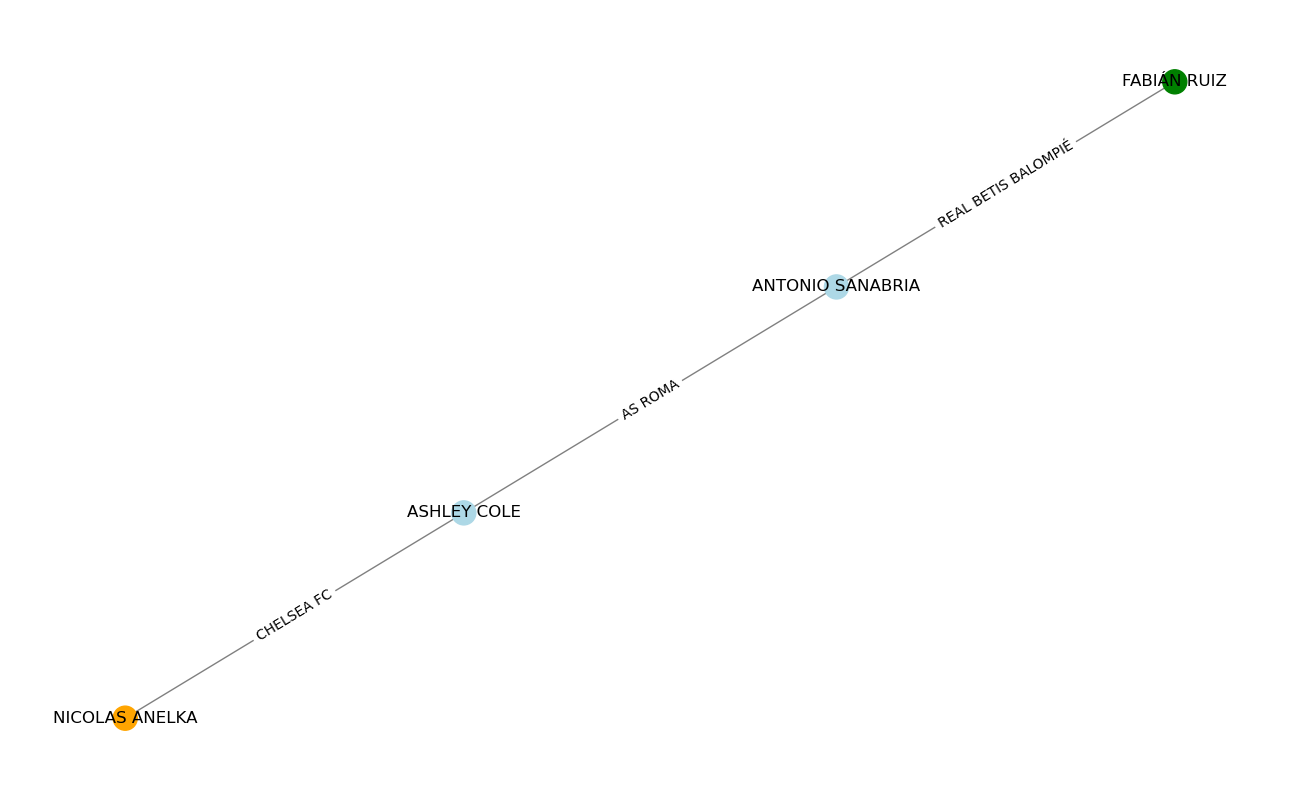 FABIÁN RUIZ
REAL BETIS BALOMPIÉ
ANTONIO SANABRIA
AS ROMA
ASHLEY COLE
CHELSEA FC
NICOLAS ANELKA